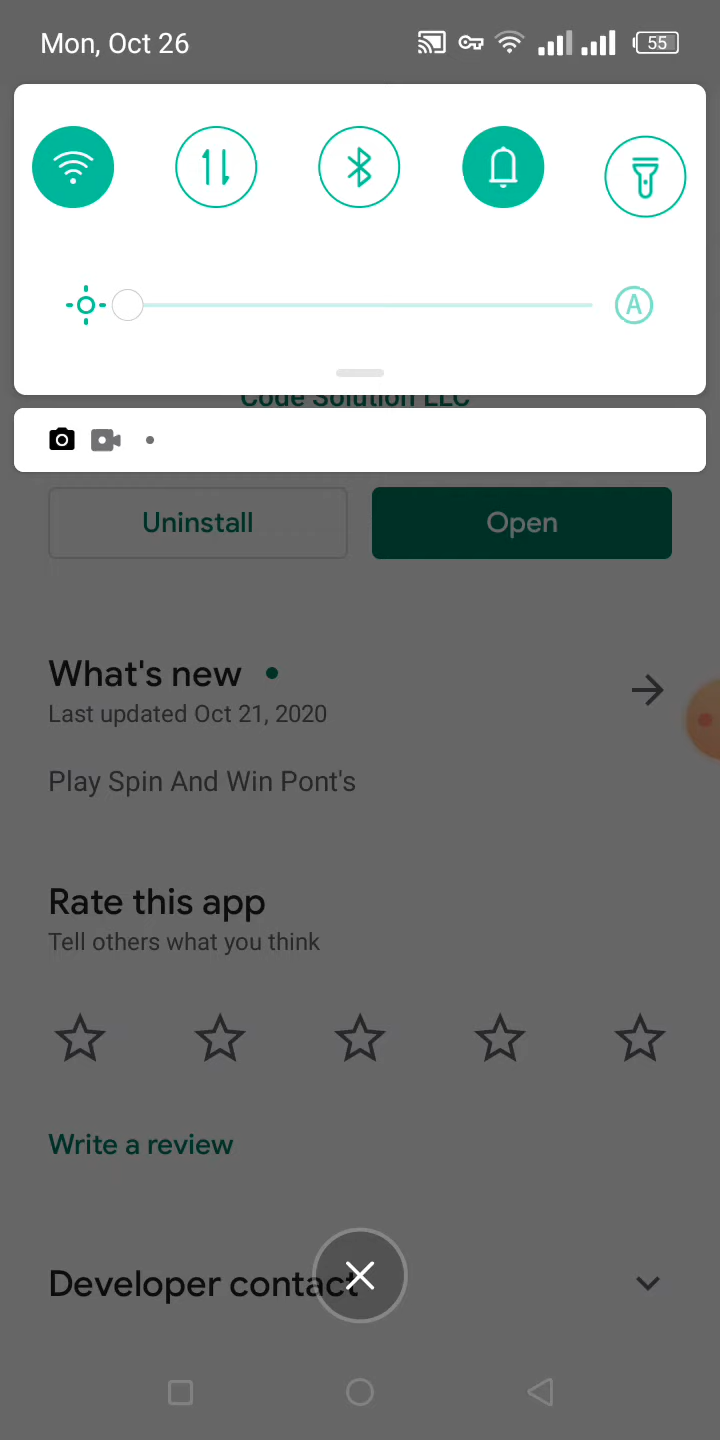 Mon, Oct 26
55
A
Code Solution LLC
Uninstall
Open
What's new
Last updated Oct 21, 2020
Play Spin And Win Pont's
Rate this app
Tell others what you think
Write a review
Developer contact